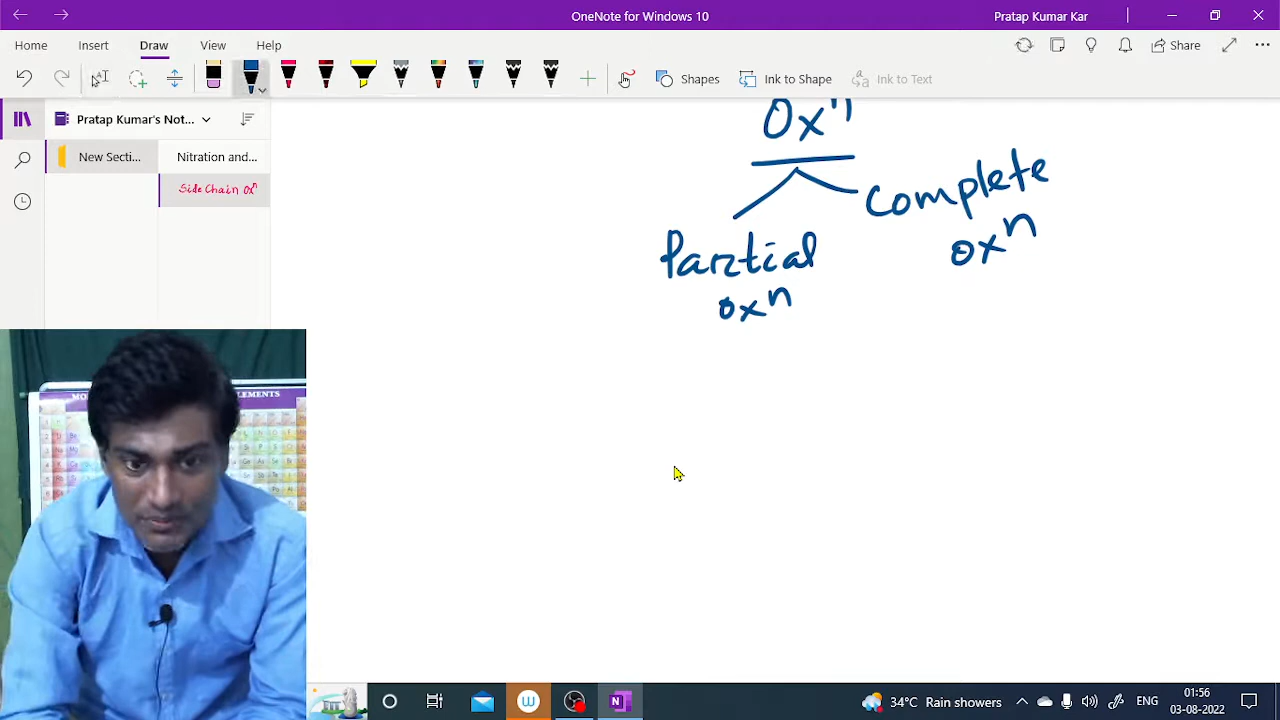 OneNote for Windows 10
Pratap Kumar Kar
Home Insert Draw View Help
Share
Shapes
Ink to Shape
Ink to Text
Pratap Kumar's Not...
New Secti...
Nitration and...
Side Chain oxⁿ
Oxⁿ
Complete
oxⁿ
Partial
oxⁿ
ELEMENTS
34°C Rain showers
ENG
01:56
03-08-2022